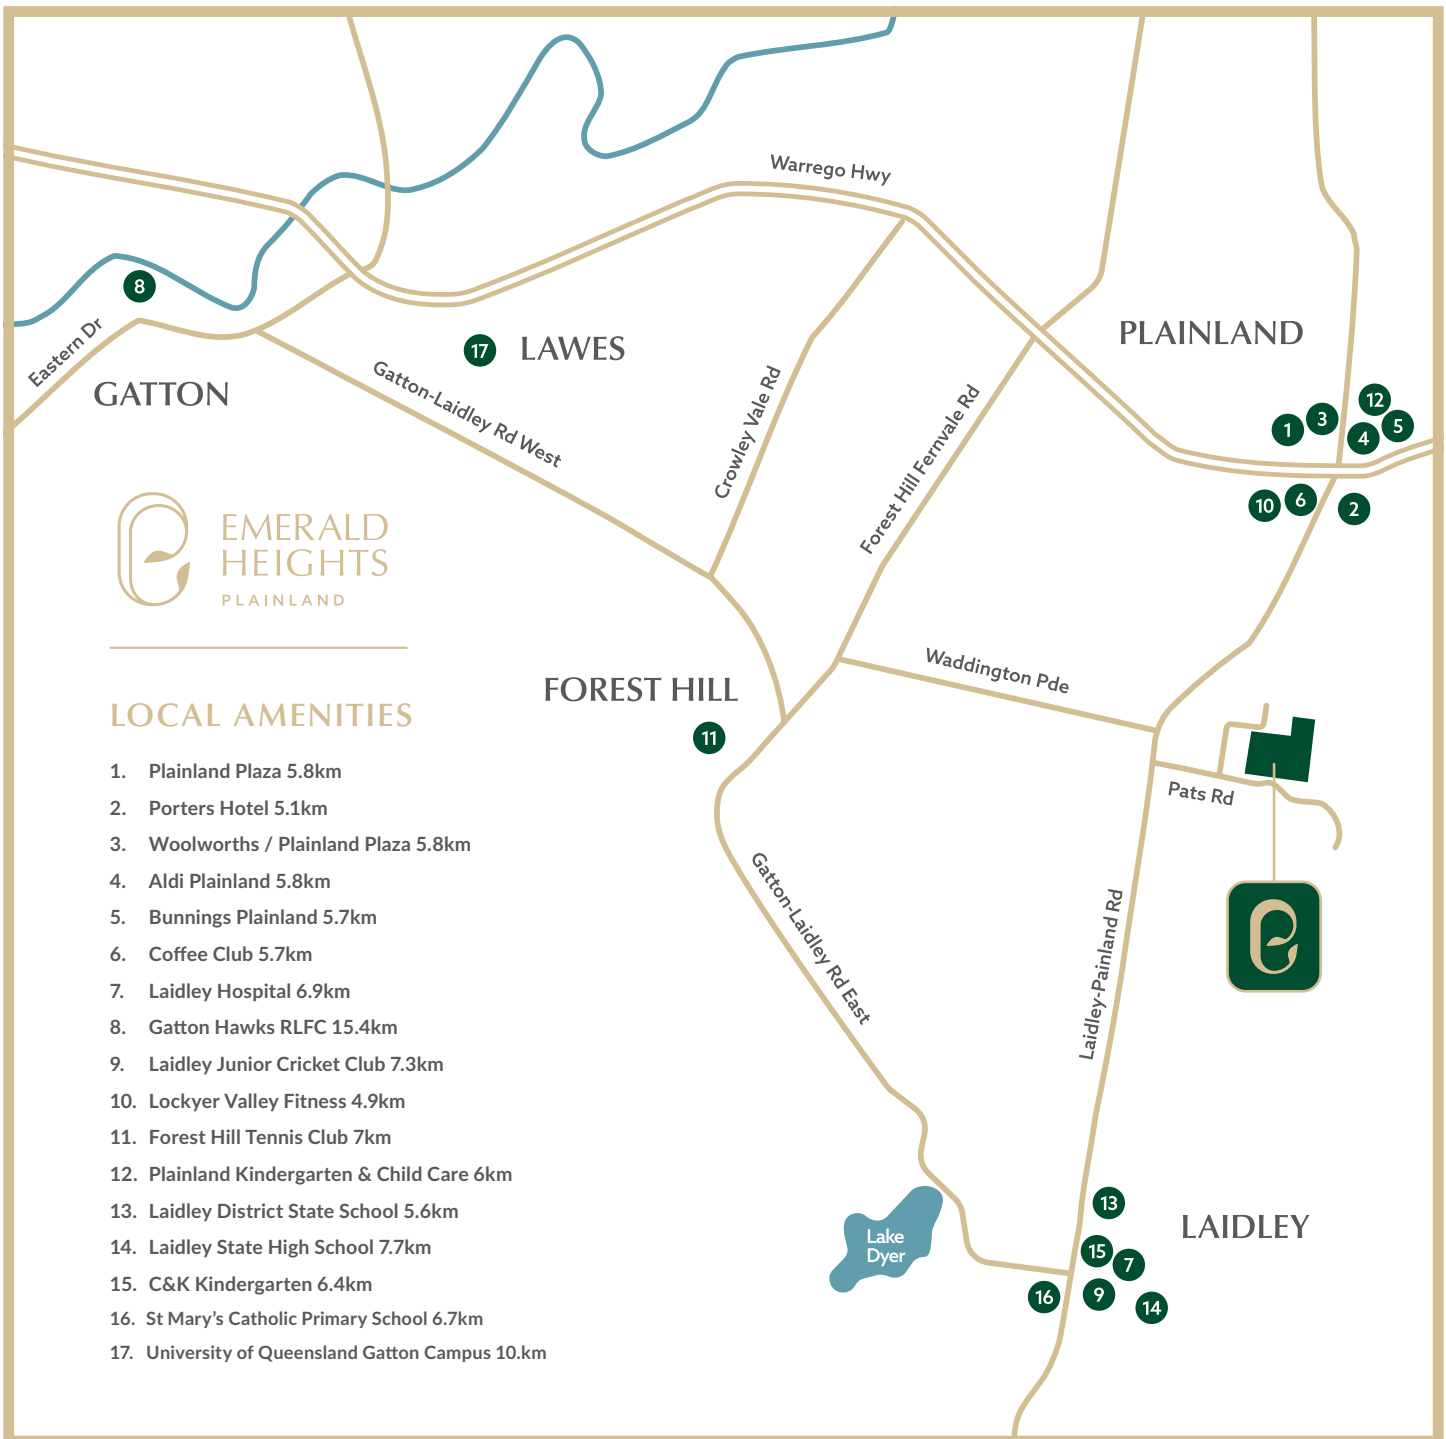 Warrego Hwy
PLAINLAND
8
Eastern Dr
GATTON
17
LAWES
Gatton-Laidley Rd West
Crowley Vale Rd
Forest Hill Fernvale Rd
1
3
12
4
5
10
6
2
EMERALD
HEIGHTS
PLAINLAND
FOREST HILL
11
Waddington Pde
Pats Rd
LOCAL AMENITIES
1. Plainland Plaza 5.8km
2. Porters Hotel 5.1km
3. Woolworths / Plainland Plaza 5.8km
4. Aldi Plainland 5.8km
5. Bunnings Plainland 5.7km
6. Coffee Club 5.7km
7. Laidley Hospital 6.9km
8. Gatton Hawks RLFC 15.4km
9. Laidley Junior Cricket Club 7.3km
10. Lockyer Valley Fitness 4.9km
11. Forest Hill Tennis Club 7km
12. Plainland Kindergarten & Child Care 6km
13. Laidley District State School 5.6km
14. Laidley State High School 7.7km
15. C&K Kindergarten 6.4km
16. St Mary's Catholic Primary School 6.7km
17. University of Queensland Gatton Campus 10.km
Gatton-Laidley Rd East
Laidley-Painland Rd
Lake
Dyer
13
LAIDLEY
15
7
16
9
14